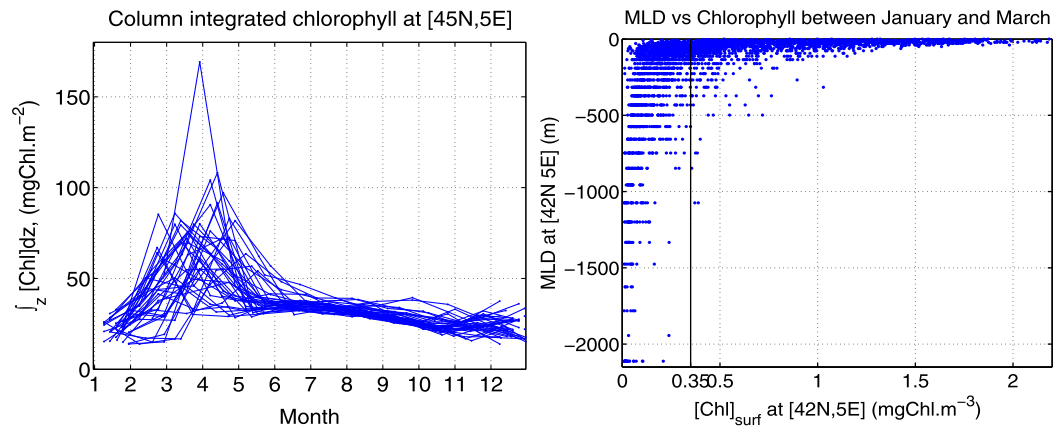 Column integrated chlorophyll at [45N,5E]
150
100
50
0
1 2 3 4 5 6 7 8 9 10 11 12
Month
∫z [Chl]dz, (mgChl.m−2)
MLD vs Chlorophyll between January and March
0
−500
−1000
−1500
−2000
0 0.35 0.5 1 1.5 2
[Chl]surf at [42N,5E] (mgChl.m−3)
MLD at [42N 5E] (m)